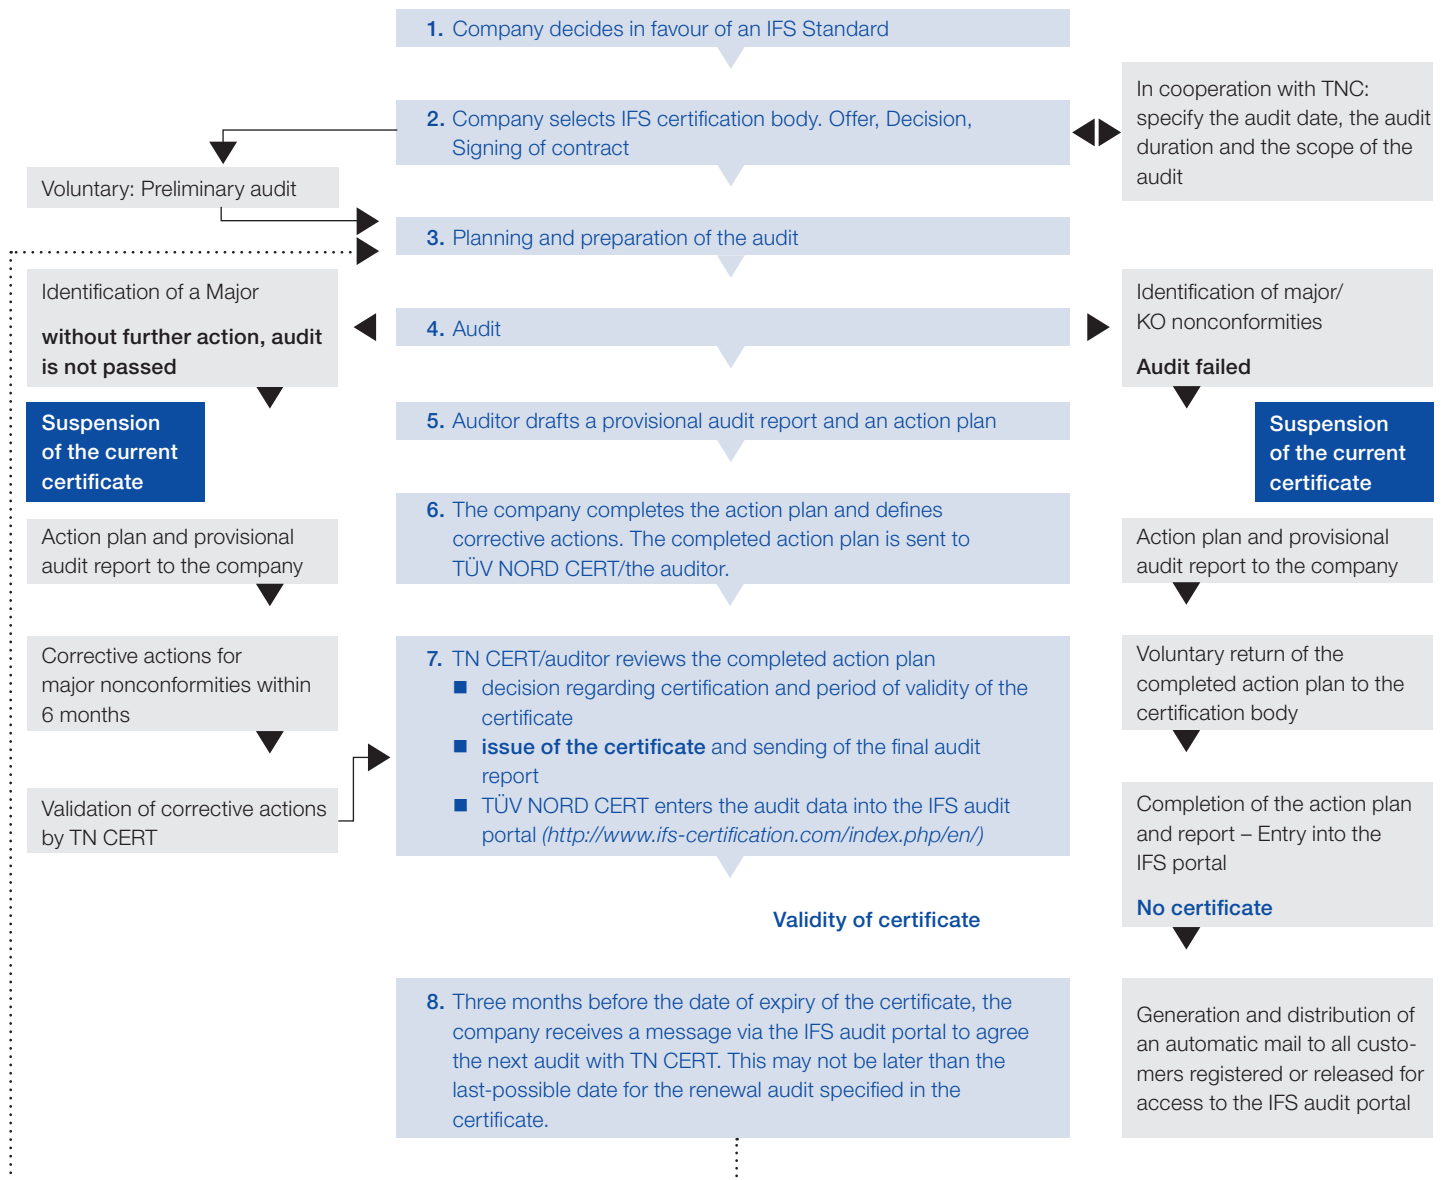 1. Company decides in favour of an IFS Standard
2. Company selects IFS certification body. Offer, Decision,
Signing of contract
In cooperation with TNC:
specify the audit date, the audit
duration and the scope of the
audit
Voluntary: Preliminary audit
3. Planning and preparation of the audit
Identification of a Major
without further action, audit
is not passed
4. Audit
Identification of major/
KO nonconformities
Audit failed
Suspension
of the current
certificate
5. Auditor drafts a provisional audit report and an action plan
Suspension
of the current
certificate
Action plan and provisional
audit report to the company
6. The company completes the action plan and defines
corrective actions. The completed action plan is sent to
TÜV NORD CERT/the auditor.
Action plan and provisional
audit report to the company
Corrective actions for
major nonconformities within
6 months
Validation of corrective actions
by TN CERT
7. TN CERT/auditor reviews the completed action plan
■ decision regarding certification and period of validity of the
certificate
■ issue of the certificate and sending of the final audit
report
■ TÜV NORD CERT enters the audit data into the IFS audit
portal (http://www.ifs-certification.com/index.php/en/)
Voluntary return of the
completed action plan to the
certification body
Completion of the action plan
and report – Entry into the
IFS portal
No certificate
Validity of certificate
8. Three months before the date of expiry of the certificate, the
company receives a message via the IFS audit portal to agree
the next audit with TN CERT. This may not be later than the
last-possible date for the renewal audit specified in the
certificate.
Generation and distribution of
an automatic mail to all custo-
mers registered or released for
access to the IFS audit portal